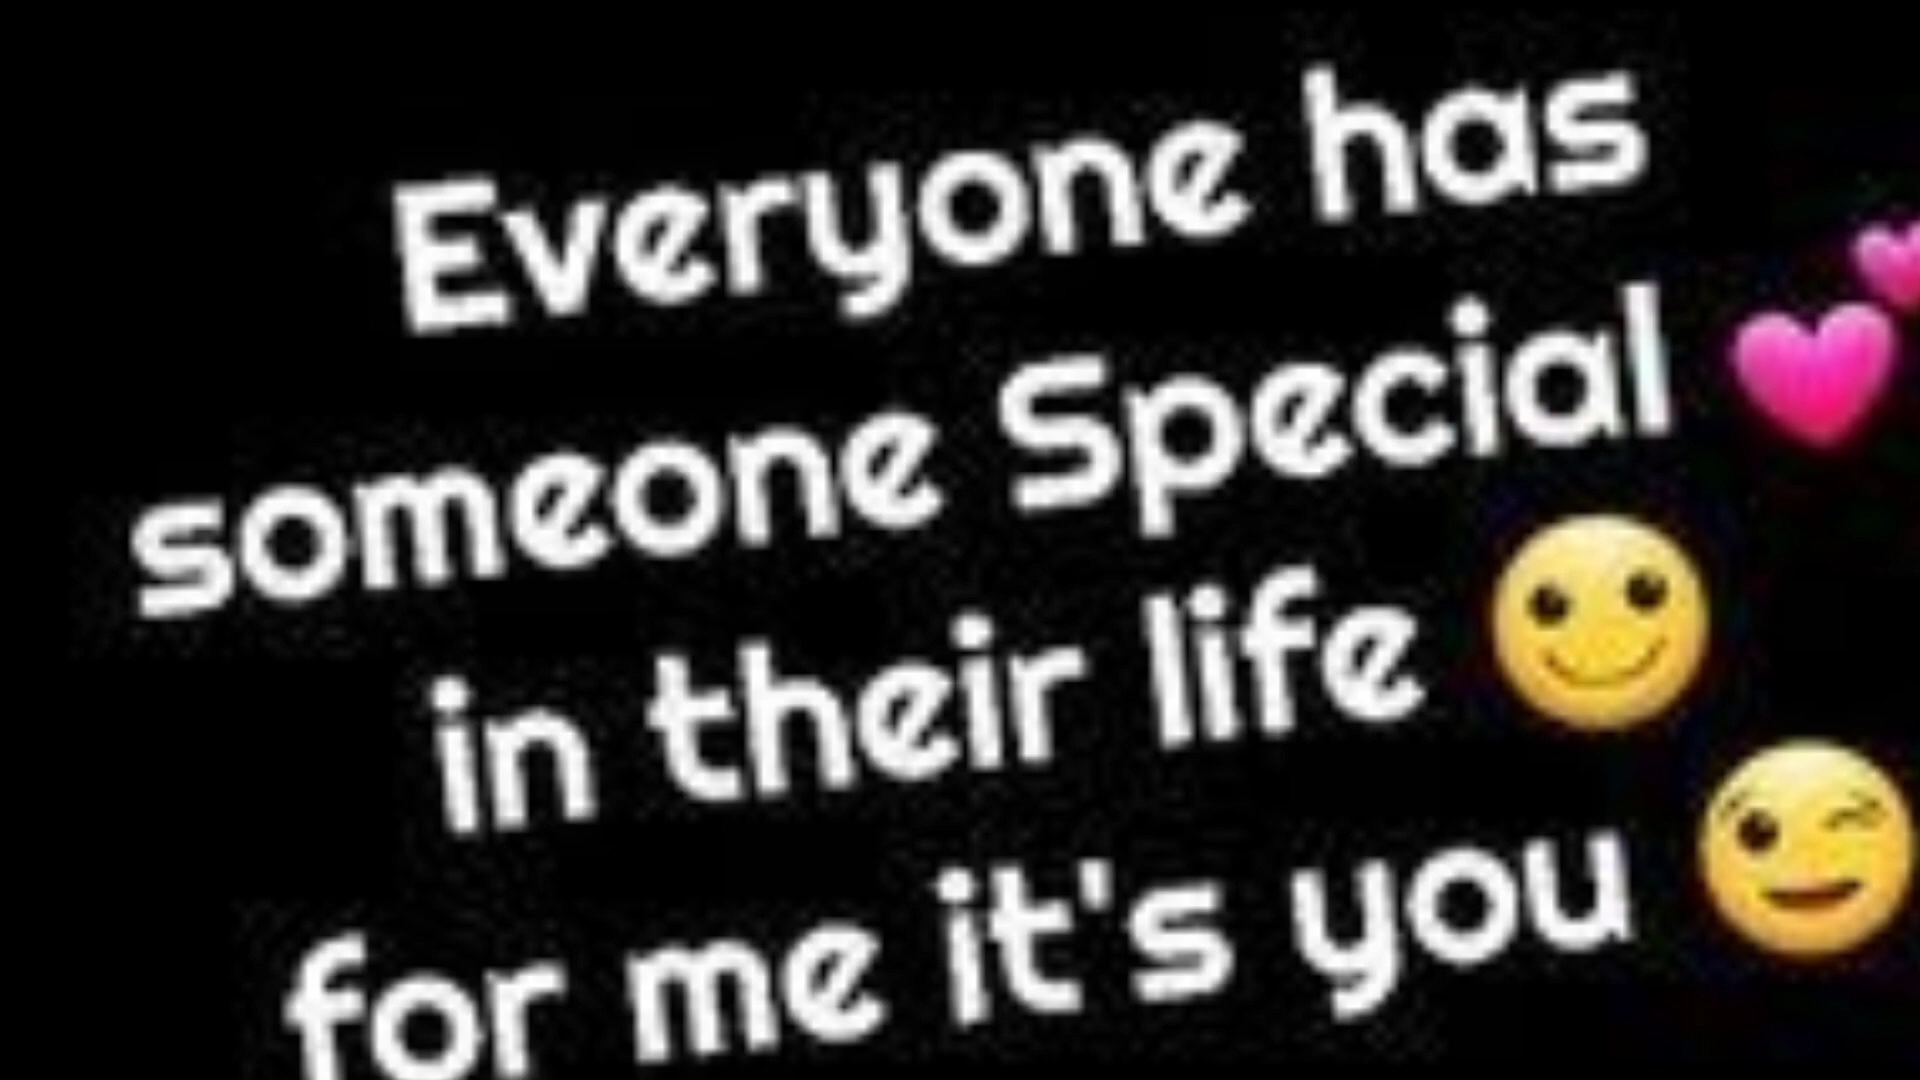 Everyone has
someone Special 💕
in their life 🙂
for me it's you 😉